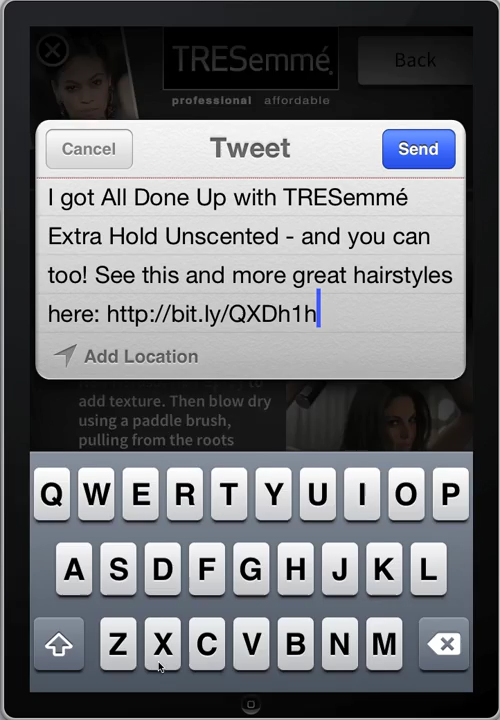 TRESemmé
Back
professional affordable
Cancel
Tweet
Send
I got All Done Up with TRESemmé
Extra Hold Unscented - and you can
too! See this and more great hairstyles
here: http://bit.ly/QXDh1h
Add Location
add texture. Then blow dry
using a paddle brush,
pulling from the roots
Q W E R T Y U I O P
A S D F G H J K L
Z X C V B N M